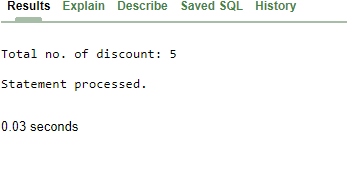 Results Explain Describe Saved SQL History
Total no. of discount: 5
Statement processed.
0.03 seconds